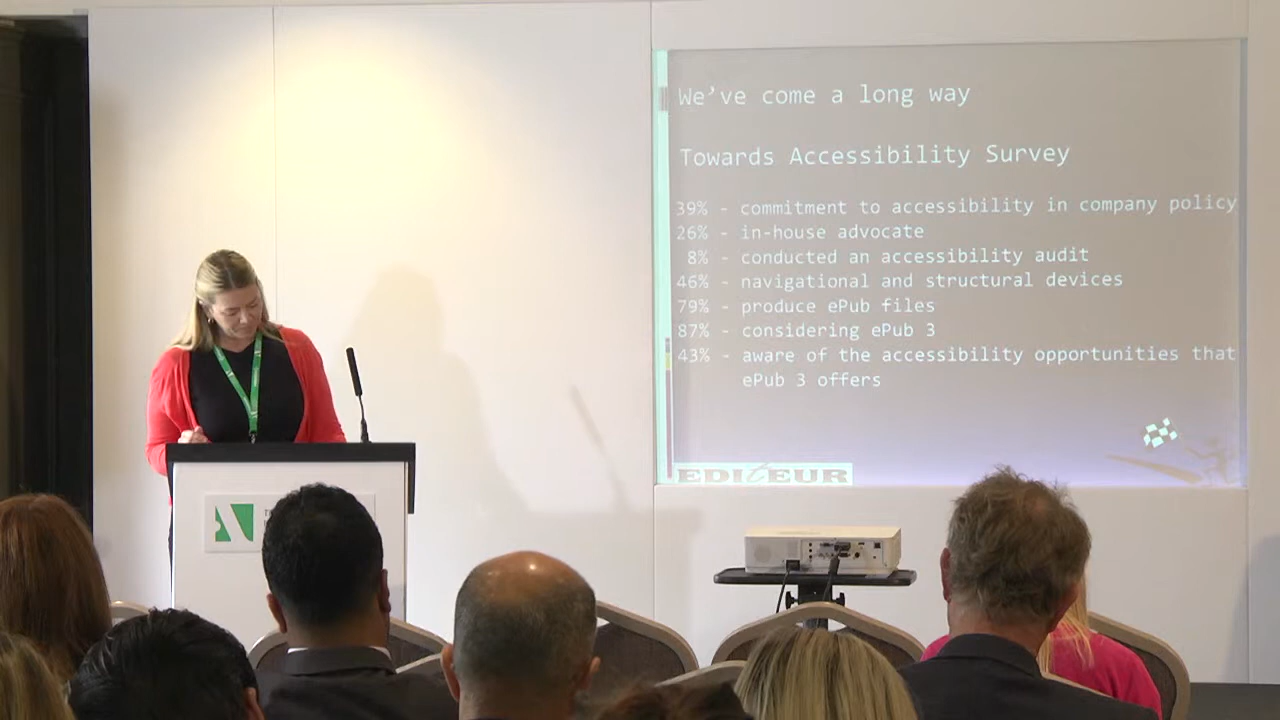 We've come a long way
Towards Accessibility Survey
39% - commitment to accessibility in company policy
26% - in-house advocate
8% - conducted an accessibility audit
46% - navigational and structural devices
79% - produce ePub files
87% - considering ePub 3
43% - aware of the accessibility opportunities that
ePub 3 offers
EDItEUR